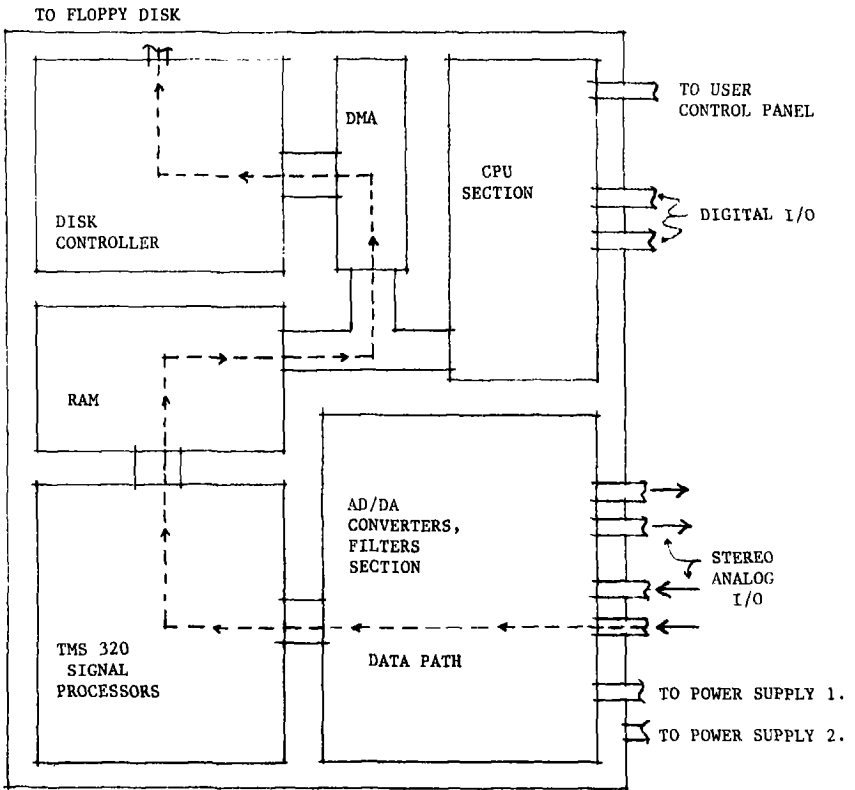 TO FLOPPY DISK
DMA
TO USER
CONTROL PANEL
CPU
SECTION
DISK
CONTROLLER
DIGITAL I/O
RAM
AD/DA
CONVERTERS,
FILTERS
SECTION
STEREO
ANALOG
I/O
TMS 320
SIGNAL
PROCESSORS
DATA PATH
TO POWER SUPPLY 1.
TO POWER SUPPLY 2.